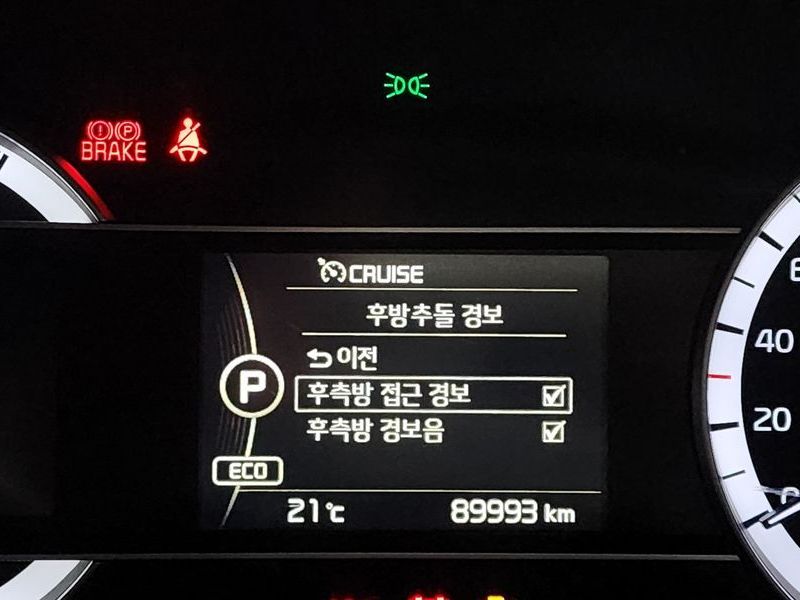 BRAKE
CRUISE
후방추돌 경보
이전
P
후측방 접근 경보
후측방 경보음
ECO
21℃ 89993 km
40
20